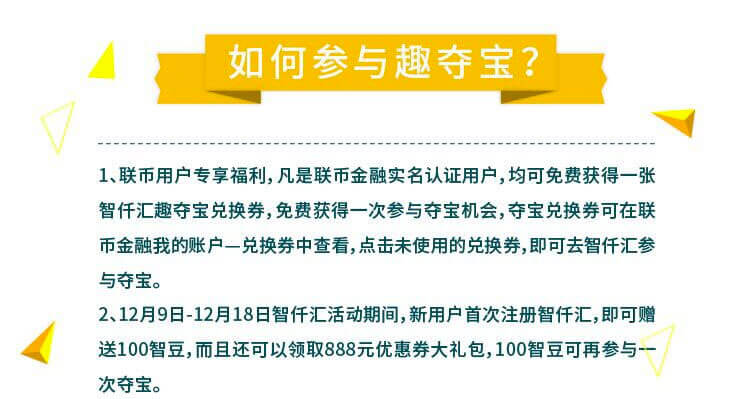 如何参与趣夺宝？
1、联币用户专享福利，凡是联币金融实名认证用户，均可免费获得一张
智仟汇趣夺宝兑换券，免费获得一次参与夺宝机会，夺宝兑换券可在联
币金融我的账户—兑换券中查看，点击未使用的兑换券，即可去智仟汇参
与夺宝。
2、12月9日-12月18日智仟汇活动期间，新用户首次注册智仟汇，即可赠
送100智豆，而且还可以领取888元优惠券大礼包，100智豆可再参与一
次夺宝。